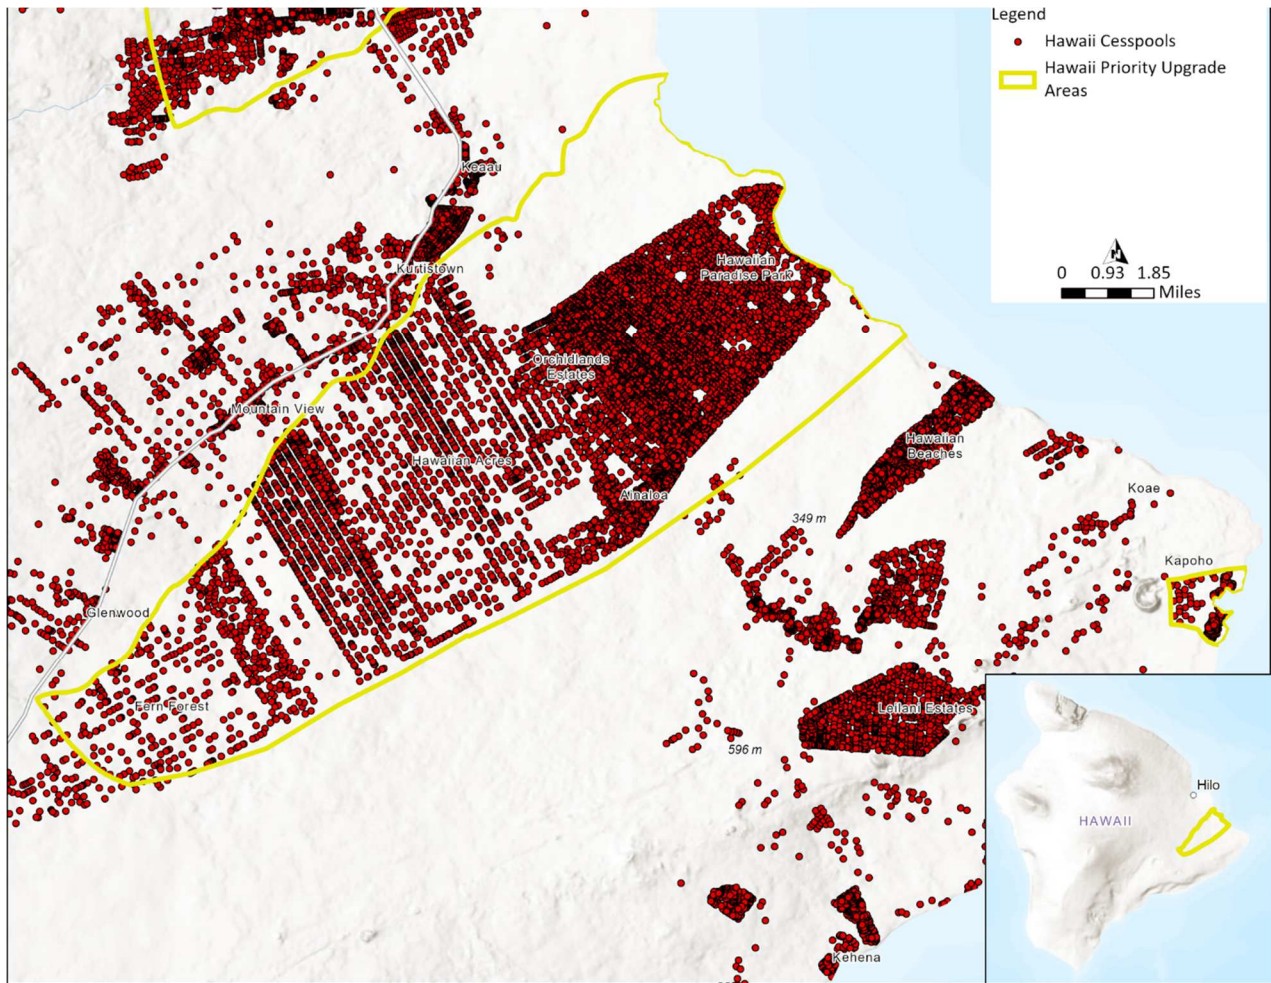 Legend
Hawaii Cesspools
Hawaii Priority Upgrade
Areas
N
0 0.93 1.85
Miles
Keaau
Kurtistown
Hawaiian
Paradise Park
Orchidlands
Estates
Mountain View
Hawaiian Acres
Hawaiian
Beaches
Ainaloa
Koae
349 m
Kapoho
Glenwood
Fern Forest
Leilani Estates
596 m
Hilo
HAWAII
Kehena